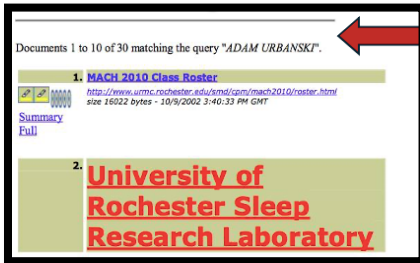 Documents 1 to 10 of 30 matching the query "ADAM URBANSKI".
1. MACH 2010 Class Roster
http://www.urmc.rochester.edu/smd/cpm/mach2010/roster.html
size 16022 bytes - 10/9/2002 3:40:33 PM GMT
Summary
Full
2. University of
Rochester Sleep
Research Laboratory